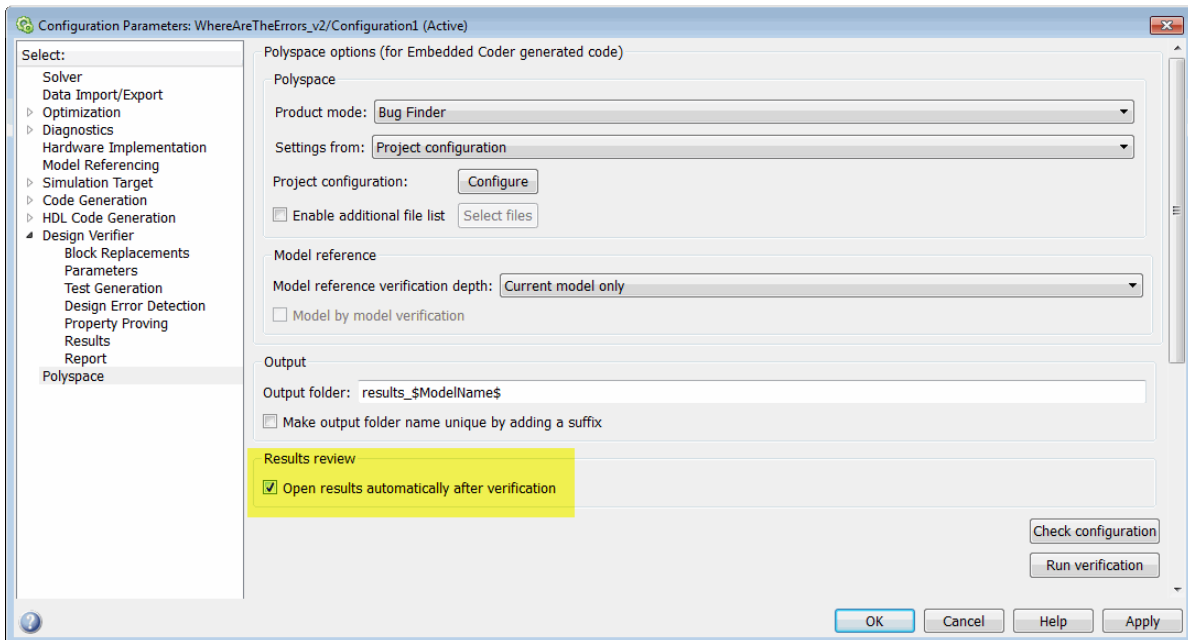 Configuration Parameters: WhereAreTheErrors_v2/Configuration1 (Active)
Select:
Solver
Data Import/Export
Optimization
Diagnostics
Hardware Implementation
Model Referencing
Simulation Target
Code Generation
HDL Code Generation
Design Verifier
Block Replacements
Parameters
Test Generation
Design Error Detection
Property Proving
Results
Report
Polyspace
Polyspace options (for Embedded Coder generated code)
Polyspace
Product mode: Bug Finder
Settings from: Project configuration
Project configuration: Configure
Enable additional file list Select files
Model reference
Model reference verification depth: Current model only
Model by model verification
Output
Output folder: results_$ModelName$
Make output folder name unique by adding a suffix
Results review
Open results automatically after verification
Check configuration
Run verification
OK Cancel Help Apply